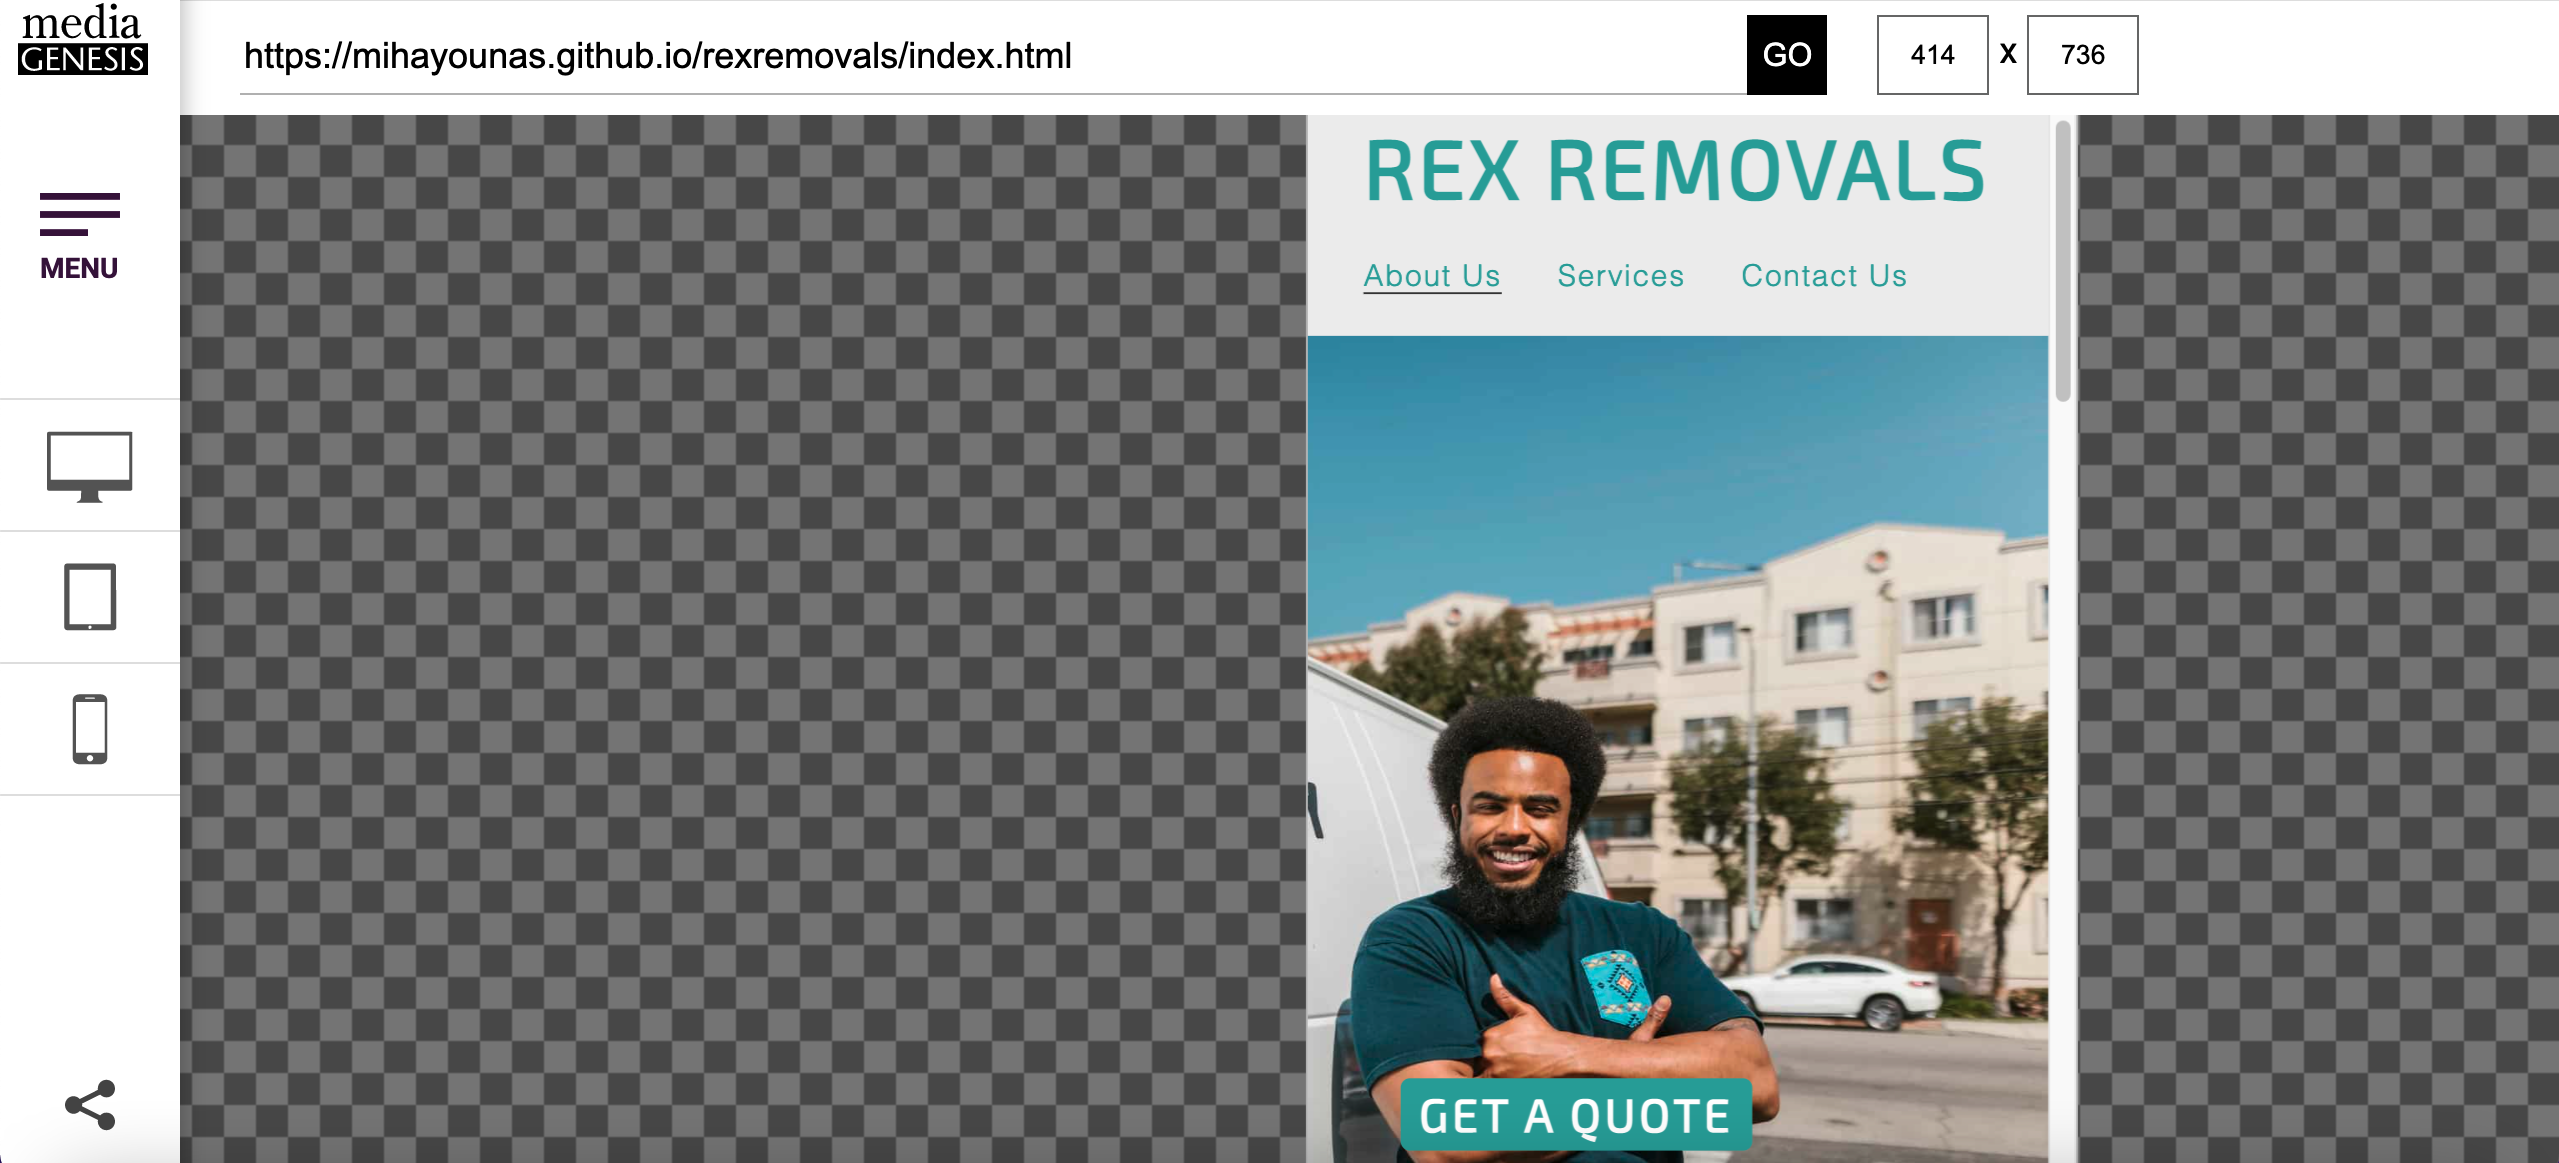 media
GENESIS
https://mihayounas.github.io/rexremovals/index.html
GO
414 X 736
MENU
REX REMOVALS
About Us Services Contact Us
GET A QUOTE